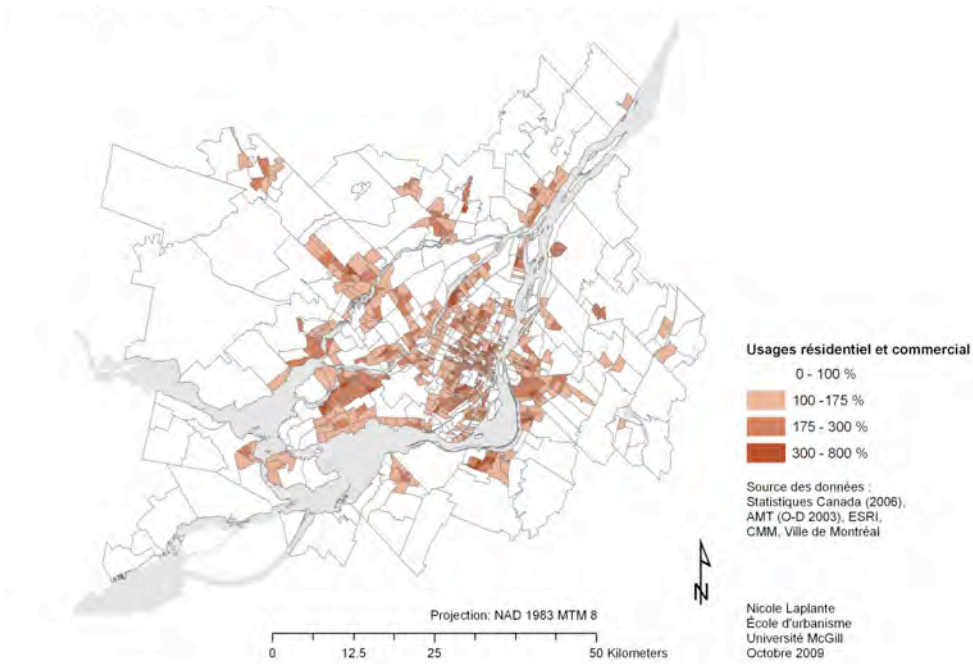 Usages résidentiel et commercial
0 - 100 %
100 -175 %
175 - 300 %
300 - 800 %
Source des données :
Statistiques Canada (2006),
AMT (O-D 2003), ESRI,
CMM, Ville de Montréal
N
Projection: NAD 1983 MTM 8
0 12.5 25 50 Kilometers
Nicole Laplante
École d'urbanisme
Université McGill
Octobre 2009